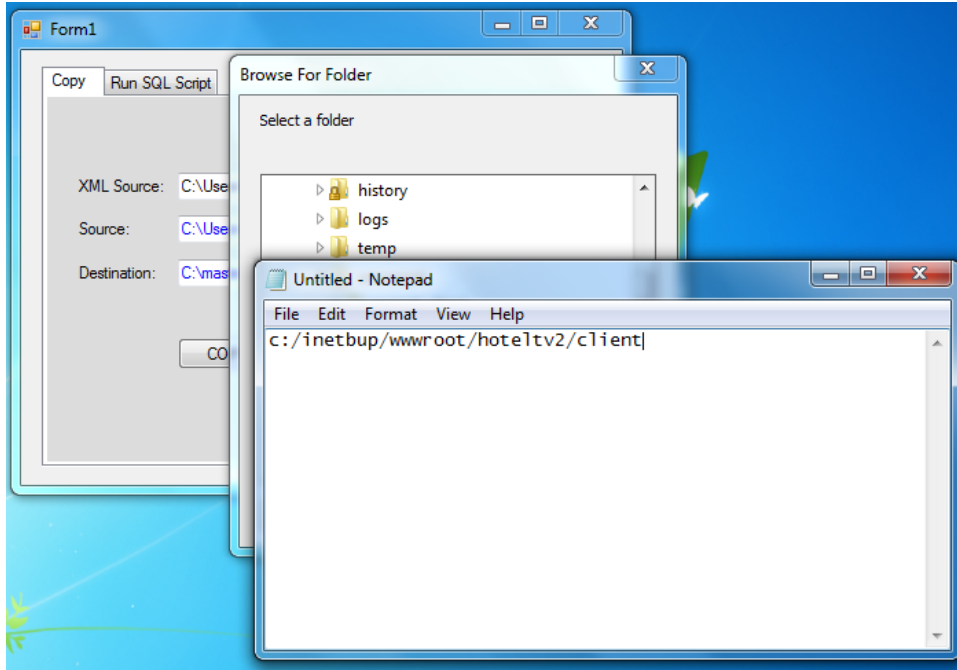 Form1
Copy
Run SQL Script
XML Source:
C:\Use
Source:
C:\Use
Destination:
C:\mas
CO
Browse For Folder
Select a folder
history
logs
temp
Untitled - Notepad
File Edit Format View Help
c:/inetbup/wwwroot/hoteltv2/client